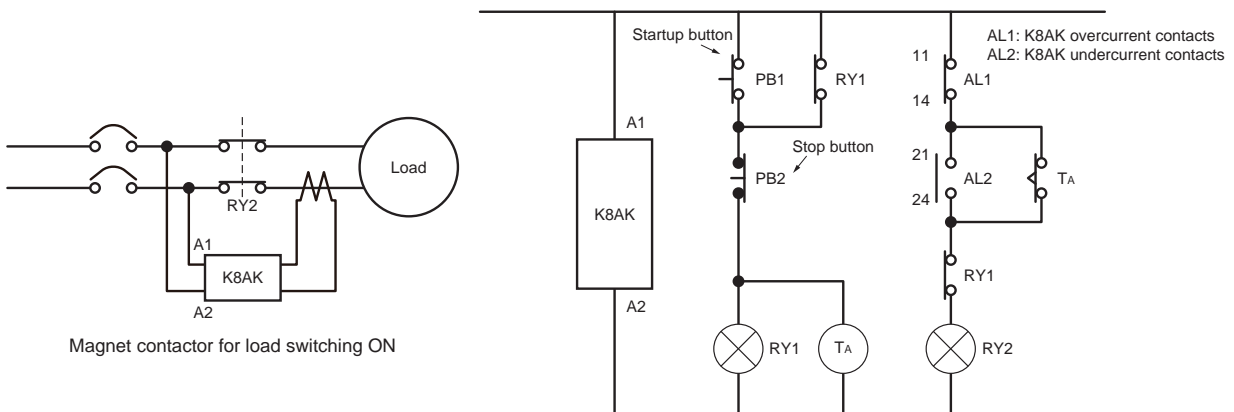 Load
RY2
A1
K8AK
A2
Magnet contactor for load switching ON
Startup button
PB1
RY1
A1
K8AK
A2
Stop button
PB2
RY1
TA
AL1: K8AK overcurrent contacts
AL2: K8AK undercurrent contacts
11
AL1
14
21
AL2
TA
24
RY1
RY2